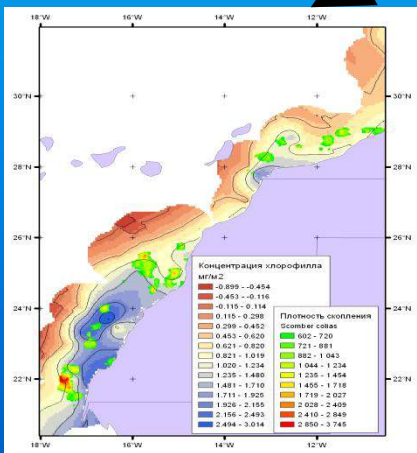 18°W 16°W 14°W 12°W
30°N 30°N
28°N 28°N
26°N 26°N
24°N 24°N
22°N 22°N
Концентрация хлорофилла
мг/м2
-0.899 - -0.454
-0.453 - -0.116
-0.115 - 0.114
0.115 - 0.298
0.299 - 0.452
0.453 - 0.620
0.621 - 0.820
0.821 - 1.019
1.020 - 1.234
1.235 - 1.480
1.481 - 1.710
1.711 - 1.925
1.926 - 2.155
2.156 - 2.493
2.494 - 3.014
Плотность скопления
Scomber colias
602 - 720
721 - 881
882 - 1 043
1 044 - 1 234
1 235 - 1 454
1 455 - 1 718
1 719 - 2 027
2 028 - 2 409
2 410 - 2 849
2 850 - 3 745
18°W 16°W 14°W 12°W